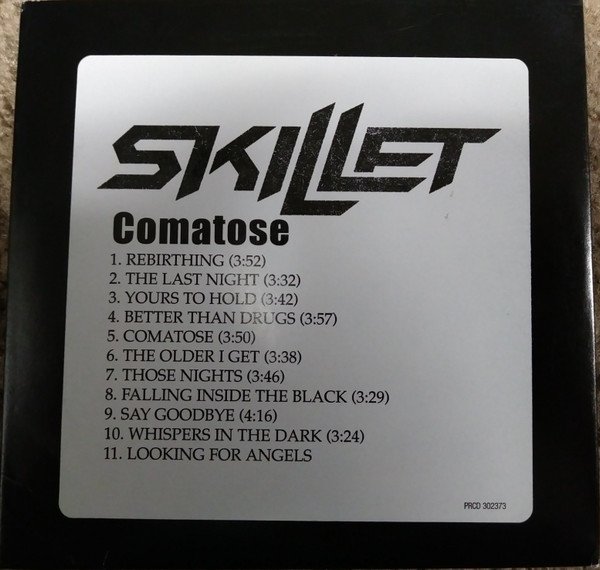 SKILLET
Comatose
1. REBIRTHING (3:52)
2. THE LAST NIGHT (3:32)
3. YOURS TO HOLD (3:42)
4. BETTER THAN DRUGS (3:57)
5. COMATOSE (3:50)
6. THE OLDER I GET (3:38)
7. THOSE NIGHTS (3:46)
8. FALLING INSIDE THE BLACK (3:29)
9. SAY GOODBYE (4:16)
10. WHISPERS IN THE DARK (3:24)
11. LOOKING FOR ANGELS
PRCD 302373